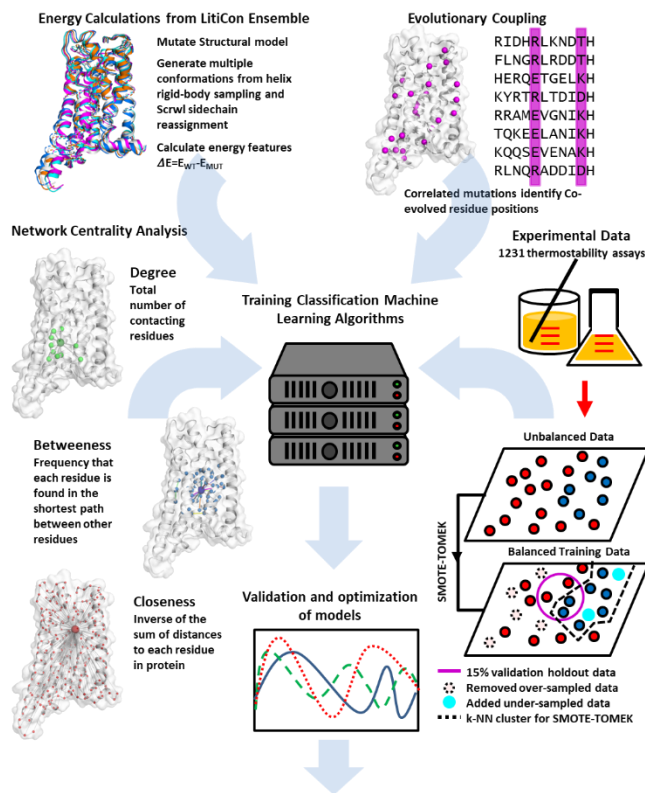 Energy Calculations from LitiCon Ensemble
Mutate Structural model
Generate multiple
conformations from helix
rigid-body sampling and
Scrwl sidechain
reassignment
Calculate energy features
ΔE=E_WT-E_MUT
Evolutionary Coupling
RIDHRLKNDTH
FLNGRLRDDTH
HERQETGELKH
KYRTRLTDIDH
RRAMEVGNIKH
TQKEELANIKH
KQQSEVENAKH
RLNQRADDIDH
Correlated mutations identify Co-
evolved residue positions
Network Centrality Analysis
Degree
Total
number of
contacting
residues
Betweeness
Frequency that
each residue is
found in the
shortest path
between other
residues
Closeness
Inverse of the
sum of distances
to each residue
in protein
Training Classification Machine
Learning Algorithms
Validation and optimization
of models
Experimental Data
1231 thermostability assays
Unbalanced Data
SMOTE-TOMEK
Balanced Training Data
15% validation holdout data
Removed over-sampled data
Added under-sampled data
k-NN cluster for SMOTE-TOMEK